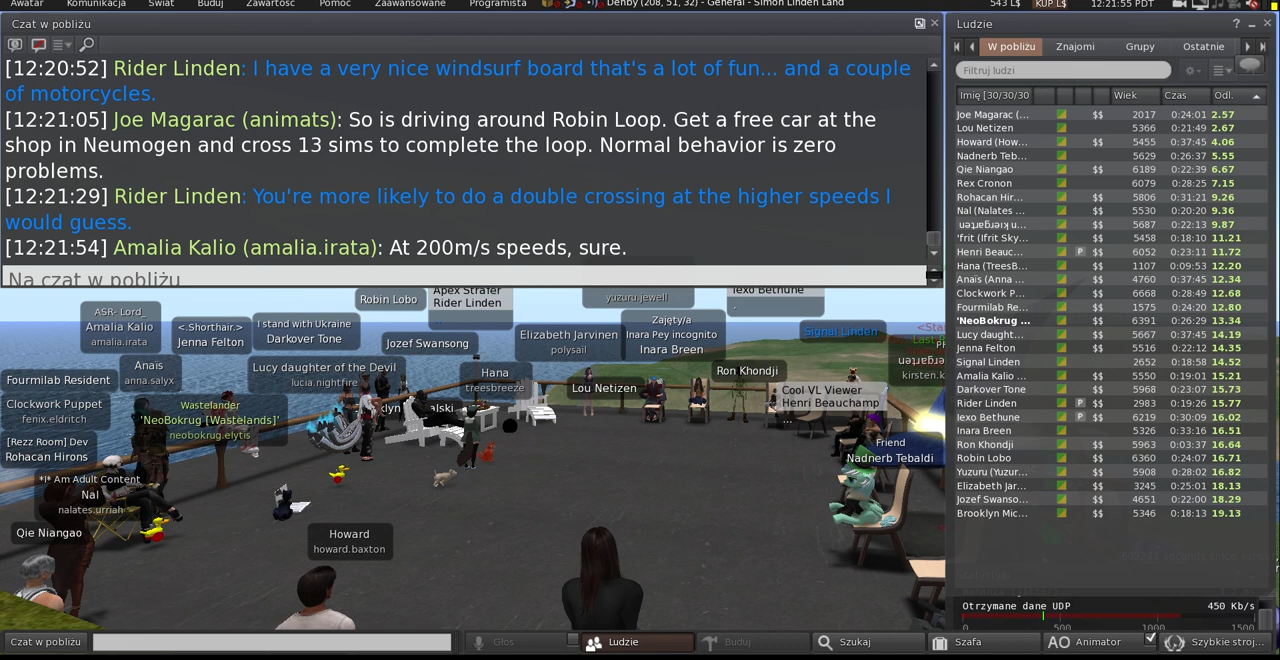 Awatar Komunikacja Świat Buduj Zawartość Pomoc Zaawansowane Programista Denby (208, 51, 32) - General - Simon Linden Land 543 L$ KUP L$ 12:21:55 PDT
Czat w pobliżu
[12:20:52] Rider Linden: I have a very nice windsurf board that's a lot of fun... and a couple
of motorcycles.
[12:21:05] Joe Magarac (animats): So is driving around Robin Loop. Get a free car at the
shop in Neumogen and cross 13 sims to complete the loop. Normal behavior is zero
problems.
[12:21:29] Rider Linden: You're more likely to do a double crossing at the higher speeds I
would guess.
[12:21:54] Amalia Kalio (amalia.irata): At 200m/s speeds, sure.
Na czat w pobliżu
Robin Lobo
Apex Strafer
Rider Linden
yuzuru.jewell
Iexo Bethune
ASR- Lord_
Amalia Kalio
amalia.irata
<.Shorthair.>
Jenna Felton
I stand with Ukraine
Darkover Tone
Jozef Swansong
Elizabeth Jarvinen
polysail
Zajęty/a
Inara Pey incognito
Inara Breen
Signal Linden
Anaïs
anna.salyx
Fourmilab Resident
Lucy daughter of the Devil
lucia.nightfire
Hana
treesbreeze
Lou Netizen
Ron Khondji
Cool VL Viewer
Henri Beauchamp
...
Clockwork Puppet
fenix.eldritch
Wastelander
'NeoBokrug [Wastelands]'
neobokrug.elytis
[Rezz Room] Dev
Rohacan Hirons
Friend
Nadnerb Tebaldi
*I* Am Adult Content
Nal
nalates.urriah
Qie Niangao
Howard
howard.baxton
Ludzie
W pobliżu Znajomi Grupy Ostatnie
Filtruj ludzi
Imię [30/30/30 Wiek Czas Odl.
Joe Magarac (... $$ 2017 0:24:01 2.57
Lou Netizen 5366 0:21:49 2.67
Howard (How... $$ 5455 0:37:45 4.06
Nadnerb Teb... 5629 0:26:37 5.55
Qie Niangao $$ 6189 0:22:39 6.67
Rex Cronon 6079 0:28:25 7.15
Rohacan Hir... $$ 5806 0:31:21 9.26
Nal (Nalates ... $$ 5530 0:20:20 9.36
$$ 5687 0:22:13 9.87
'frit (Ifrit Sky... $$ 5458 0:18:10 11.21
Henri Beauc... P $$ 6052 0:23:11 11.72
Hana (TreesB... $$ 1107 0:09:53 12.20
Anaïs (Anna ... $$ 4760 0:37:45 12.34
Clockwork P... $$ 6668 0:28:49 12.68
Fourmilab Re... $$ 1575 0:24:20 12.80
'NeoBokrug ... $$ 6391 0:26:29 13.34
Lucy daught... $$ 5667 0:37:45 14.19
Jenna Felton $$ 5516 0:22:12 14.35
Signal Linden 2652 0:18:58 14.52
Amalia Kalio ... $$ 5550 0:19:01 15.21
Darkover Tone $$ 5968 0:23:07 15.73
Rider Linden P $$ 2983 0:19:26 15.77
Iexo Bethune P $$ 6219 0:30:09 16.02
Inara Breen 5326 0:33:16 16.51
Ron Khondji $$ 5963 0:03:37 16.64
Robin Lobo $$ 6360 0:24:07 16.71
Yuzuru (Yuzur... $$ 5908 0:28:02 16.82
Elizabeth Jar... $$ 3245 0:25:01 18.13
Jozef Swanso... $$ 4651 0:22:00 18.29
Brooklyn Mic... $$ 5346 0:18:13 19.13
Otrzymane dane UDP 450 Kb/s
0 500 1000 1500
Czat w pobliżu Głos Ludzie Buduj Szukaj Szafa AO Animator Szybkie stroj...